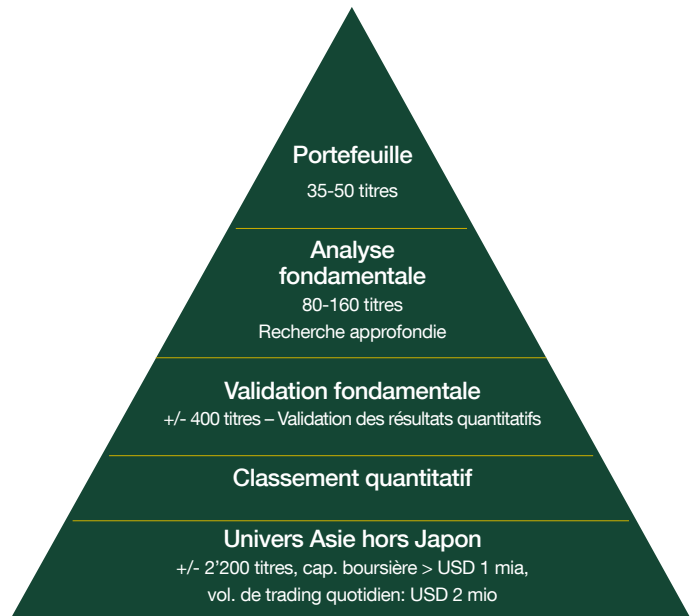 Portefeuille
35-50 titres
Analyse
fondamentale
80-160 titres
Recherche approfondie
Validation fondamentale
+/- 400 titres – Validation des résultats quantitatifs
Classement quantitatif
Univers Asie hors Japon
+/- 2’200 titres, cap. boursière > USD 1 mia,
vol. de trading quotidien: USD 2 mio